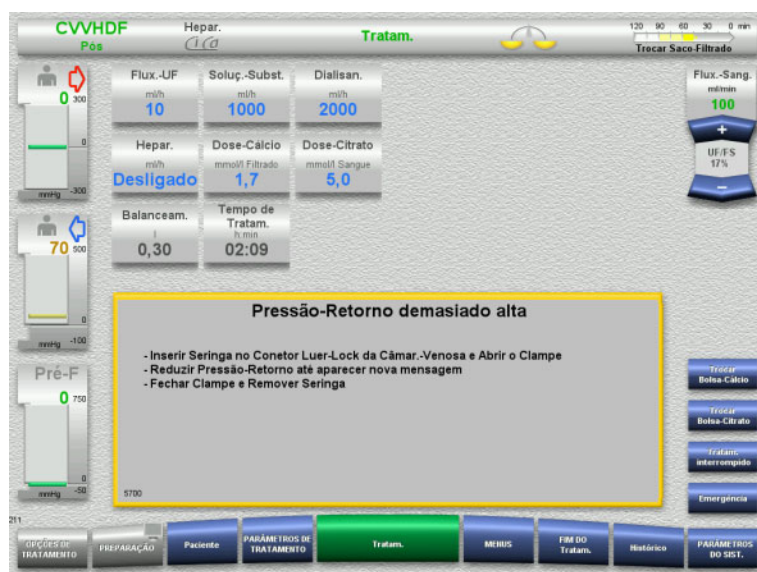 CVVHDF
Pós
Hepar.
Ci Ca
Tratam.
120 90 60 30 0 min
Trocar Saco-Filtrado
0 300
0
mmHg -300
70 500
0
mmHg -100
Pré-F
0 750
0
mmHg -50
Flux.-UF
ml/h
10
Soluç.-Subst.
ml/h
1000
Dialisan.
ml/h
2000
Hepar.
ml/h
Desligado
Dose-Cálcio
mmol/l Filtrado
1,7
Dose-Citrato
mmol/l Sangue
5,0
Balanceam.
l
0,30
Tempo de
Tratam.
h:min
02:09
Flux.-Sang.
ml/min
100
+
UF/FS
17%
−
Pressão-Retorno demasiado alta
- Inserir Seringa no Conetor Luer-Lock da Câmar.-Venosa e Abrir o Clampe
- Reduzir Pressão-Retorno até aparecer nova mensagem
- Fechar Clampe e Remover Seringa
5700
Trocar
Bolsa-Cálcio
Trocar
Bolsa-Citrato
Tratam.
interrompido
Emergência
211
OPÇÕES DE
TRATAMENTO
PREPARAÇÃO
Paciente
PARÂMETROS DE
TRATAMENTO
Tratam.
MENUS
FIM DO
Tratam.
Histórico
PARÂMETROS
DO SIST.